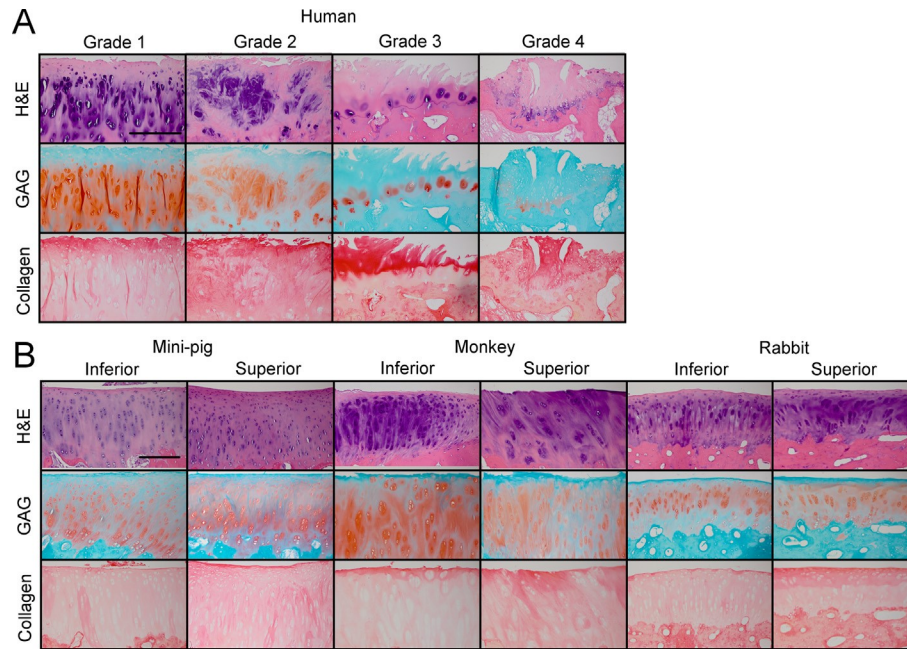 A
Human
Grade 1 Grade 2 Grade 3 Grade 4
H&E
GAG
Collagen
B
Mini-pig Monkey Rabbit
Inferior Superior Inferior Superior Inferior Superior
H&E
GAG
Collagen